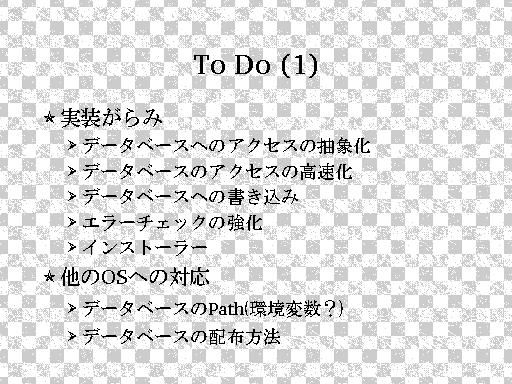 To Do (1)
実装がらみ
データベースへのアクセスの抽象化
データベースのアクセスの高速化
データベースへの書き込み
エラーチェックの強化
インストーラー
他のOSへの対応
データベースのPath(環境変数？)
データベースの配布方法